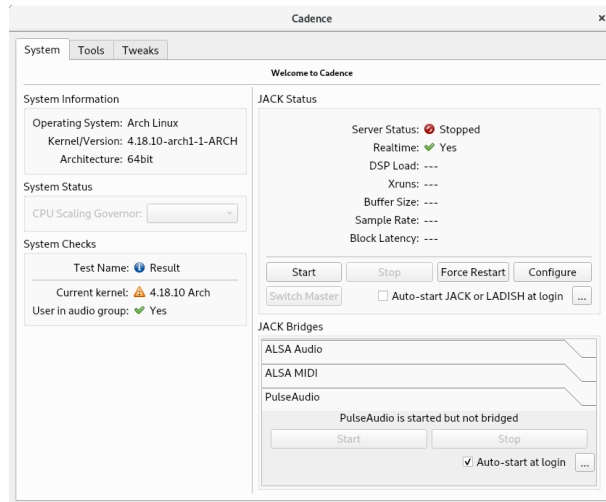 Cadence
×
System Tools Tweaks
Welcome to Cadence
System Information
Operating System: Arch Linux
Kernel/Version: 4.18.10-arch1-1-ARCH
Architecture: 64bit
System Status
CPU Scaling Governor:
System Checks
Test Name: Result
Current kernel: 4.18.10 Arch
User in audio group: Yes
JACK Status
Server Status: Stopped
Realtime: Yes
DSP Load: ---
Xruns: ---
Buffer Size: ---
Sample Rate: ---
Block Latency: ---
Start Stop Force Restart Configure
Switch Master Auto-start JACK or LADISH at login ...
JACK Bridges
ALSA Audio
ALSA MIDI
PulseAudio
PulseAudio is started but not bridged
Start Stop
Auto-start at login ...